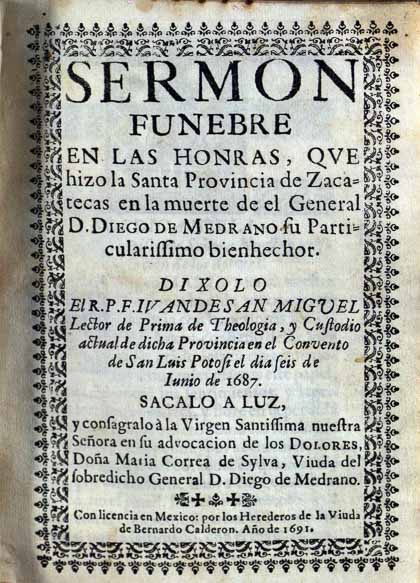 SERMON
FUNEBRE
EN LAS HONRAS, QVE
hizo la Santa Provincia de Zaca-
tecas en la muerte de el General
D. DIEGO DE MEDRANO ſu Parti-
culariſſimo bienhechor.
DIXOLO
El R. P. F. IVAN DE SAN MIGVEL
Lector de Prima de Theologia, y Cuſtodio
actual de dicha Provincia en el Convento
de San Luis Potoſi el dia ſeis de
Iunio de 1687.
SACALO A LUZ,
y conſagralo à la Virgen Santiſſima nueſtra
Señora en ſu advocacion de los DOLORES,
Doña Maria Correa de Sylva, Viuda del
ſobredicho General D. Diego de Medrano.
Con licencia en Mexico: por los Herederos de la Viuda
de Bernardo Calderon. Año de 1691.